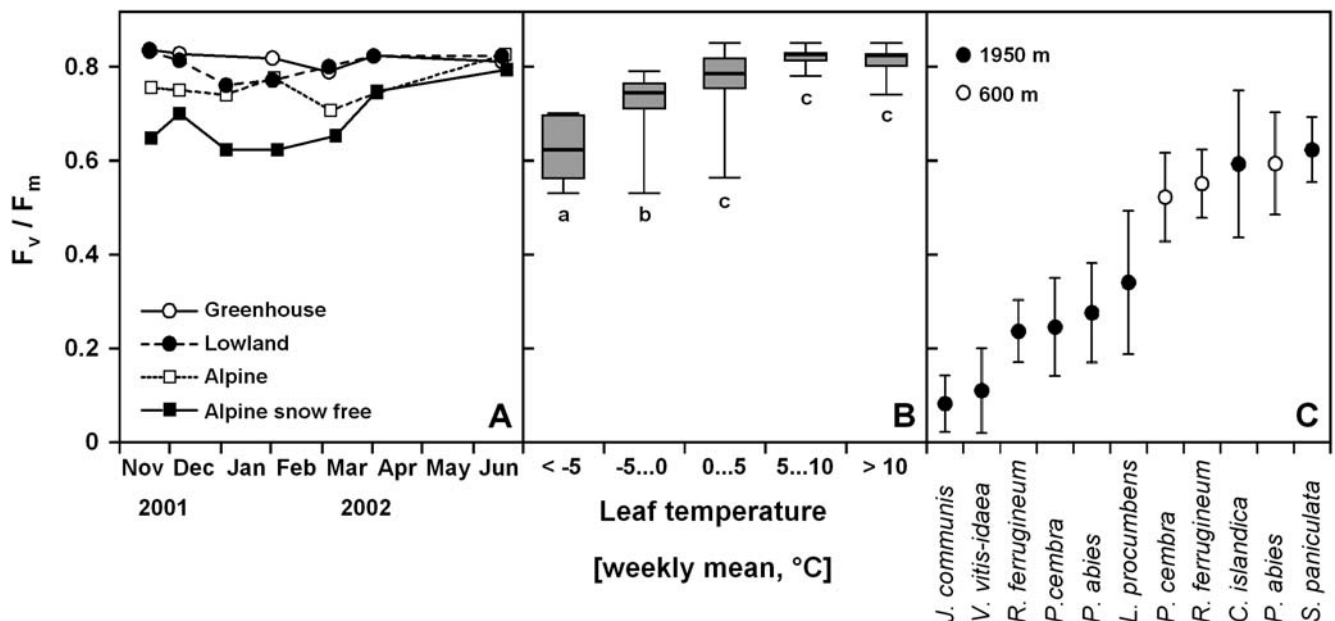 F_v / F_m
0.8
0.6
0.4
0.2
0
Greenhouse
Lowland
Alpine
Alpine snow free
A
Nov Dec Jan Feb Mar Apr May Jun
2001 2002
a
b
c
c
c
B
< -5 -5...0 0...5 5...10 > 10
Leaf temperature
[weekly mean, °C]
1950 m
600 m
C
J. communis
V. vitis-idaea
R. ferrugineum
P.cembra
P. abies
L. procumbens
P. cembra
R. ferrugineum
C. islandica
P. abies
S. paniculata